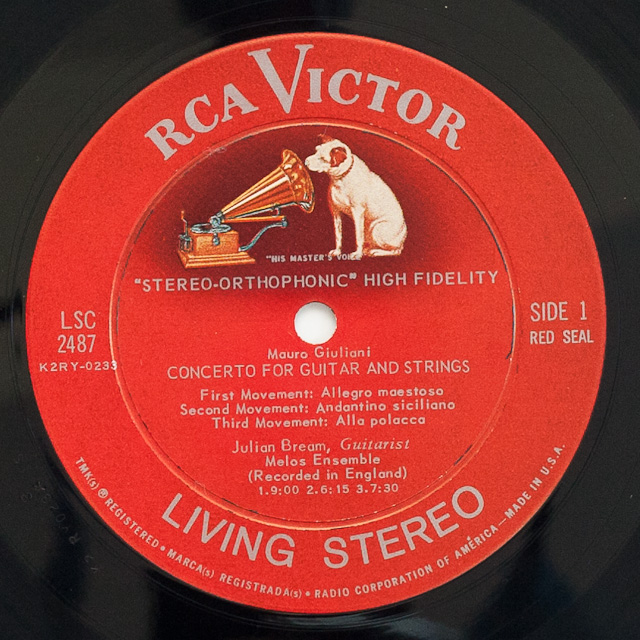 RCA VICTOR
"HIS MASTER'S VOICE"
"STEREO-ORTHOPHONIC" HIGH FIDELITY
LSC
2487
K2RY-0233
SIDE 1
RED SEAL
Mauro Giuliani
CONCERTO FOR GUITAR AND STRINGS
First Movement: Allegro maestoso
Second Movement: Andantino siciliano
Third Movement: Alla polacca
Julian Bream, Guitarist
Melos Ensemble
(Recorded in England)
1.9:00 2.6:15 3.7:30
LIVING STEREO
TMK(s) ® REGISTERED • MARCA(s) REGISTRADA(s) • RADIO CORPORATION OF AMÉRICA—MADE IN U.S.A.